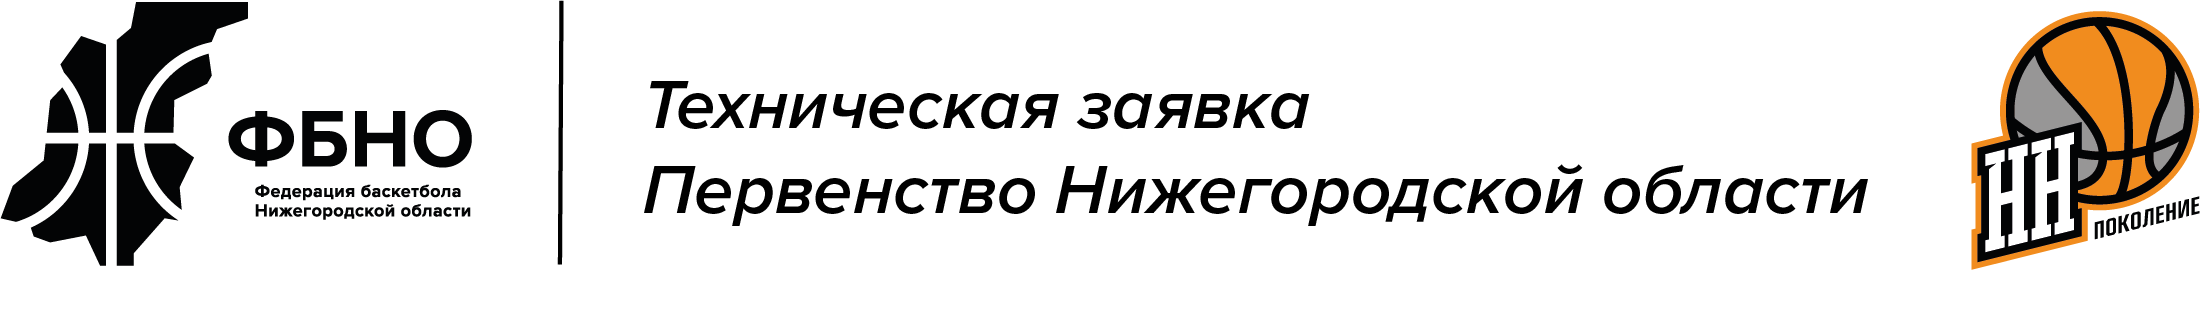 ФБНО
Федерация баскетбола
Нижегородской области
Техническая заявка
Первенство Нижегородской области
НН
ПОКОЛЕНИЕ